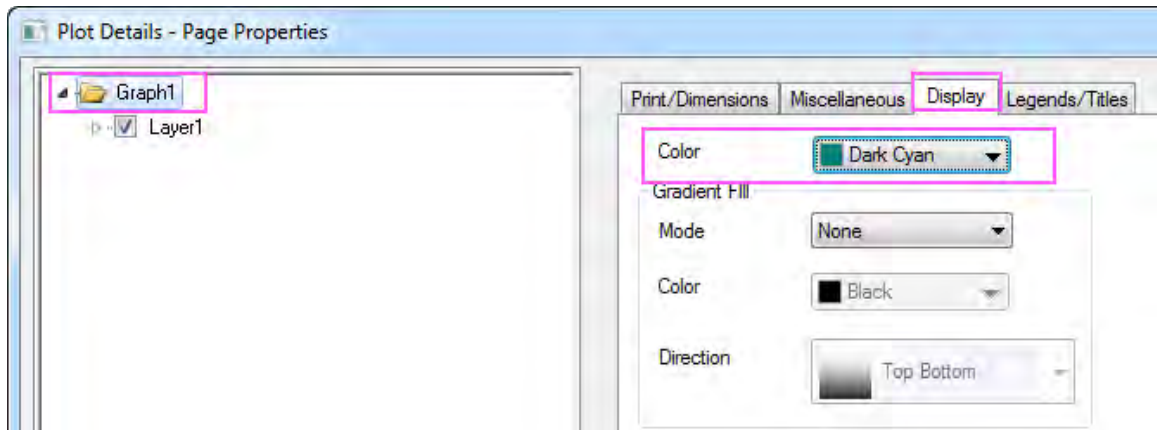 Plot Details - Page Properties
Graph1
Layer1
Print/Dimensions Miscellaneous Display Legends/Titles
Color Dark Cyan
Gradient Fill
Mode None
Color Black
Direction Top Bottom